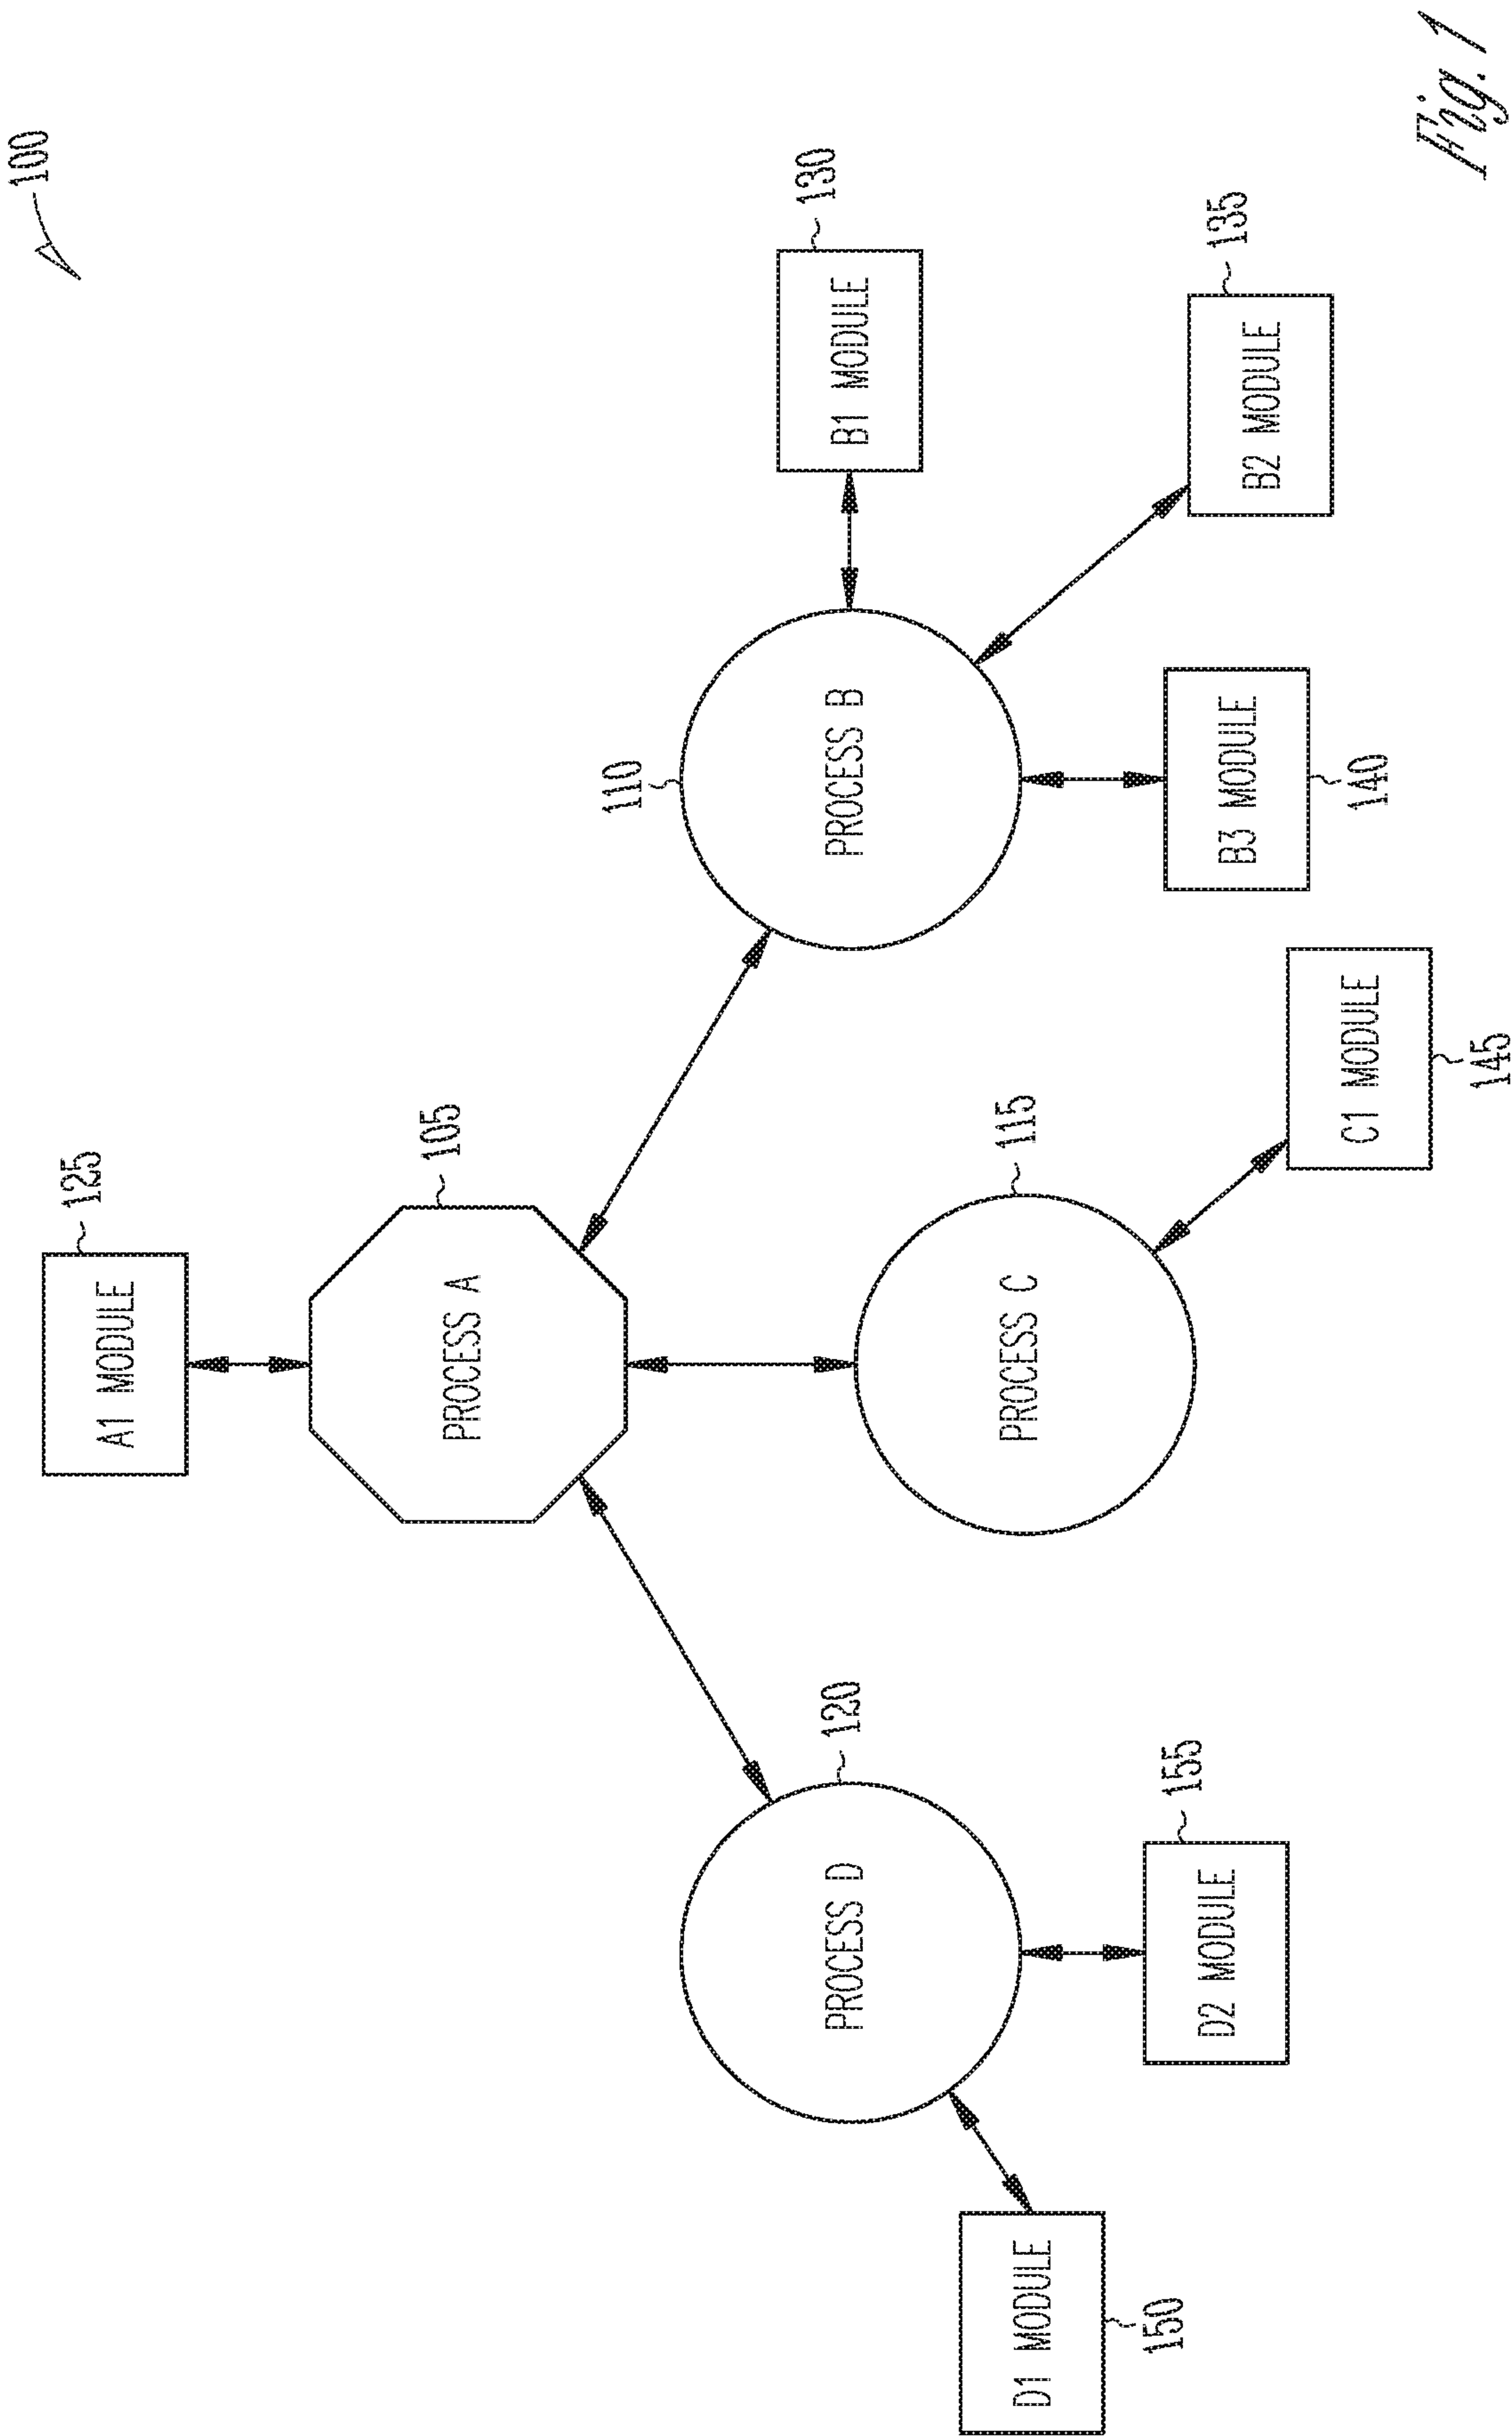 100
A1 MODULE
125
PROCESS A
105
PROCESS D
120
PROCESS C
115
PROCESS B
110
B1 MODULE
130
D1 MODULE
150
D2 MODULE
155
C1 MODULE
145
B3 MODULE
140
B2 MODULE
135
Fig. 1